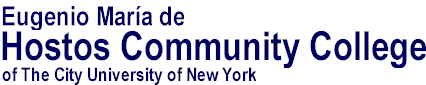 Eugenio María de
Hostos Community College
of The City University of New York